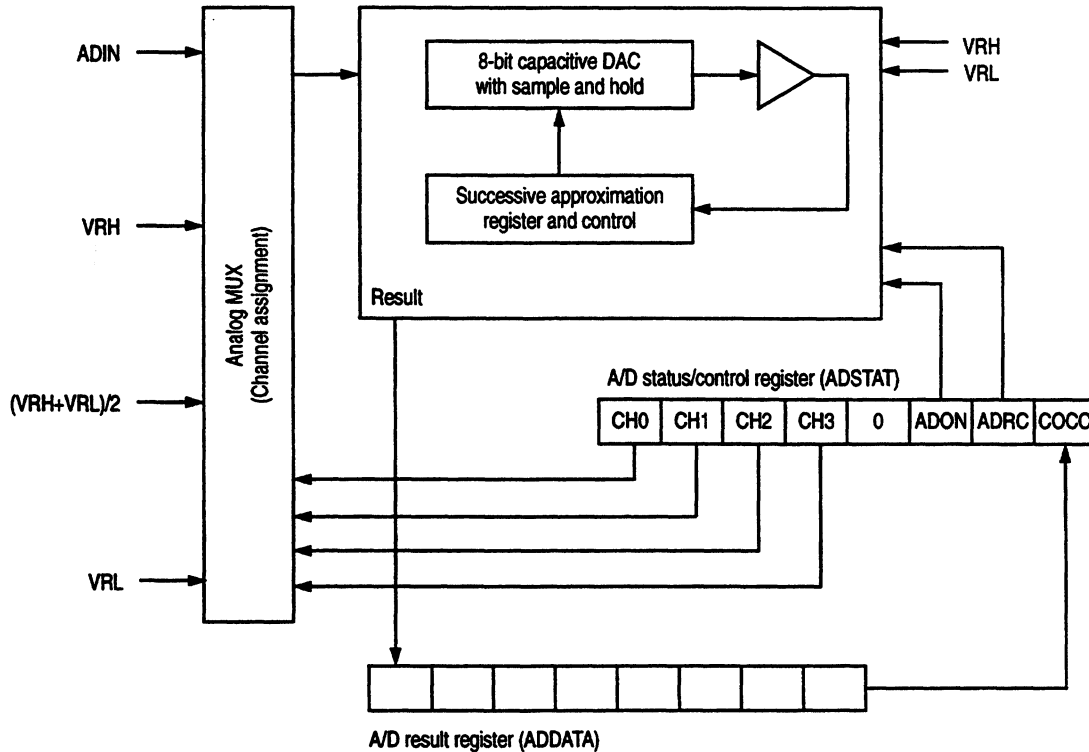 ADIN
VRH
(VRH+VRL)/2
VRL
Analog MUX
(Channel assignment)
8-bit capacitive DAC
with sample and hold
Successive approximation
register and control
Result
VRH
VRL
A/D status/control register (ADSTAT)
CH0 CH1 CH2 CH3 0 ADON ADRC COCO
A/D result register (ADDATA)